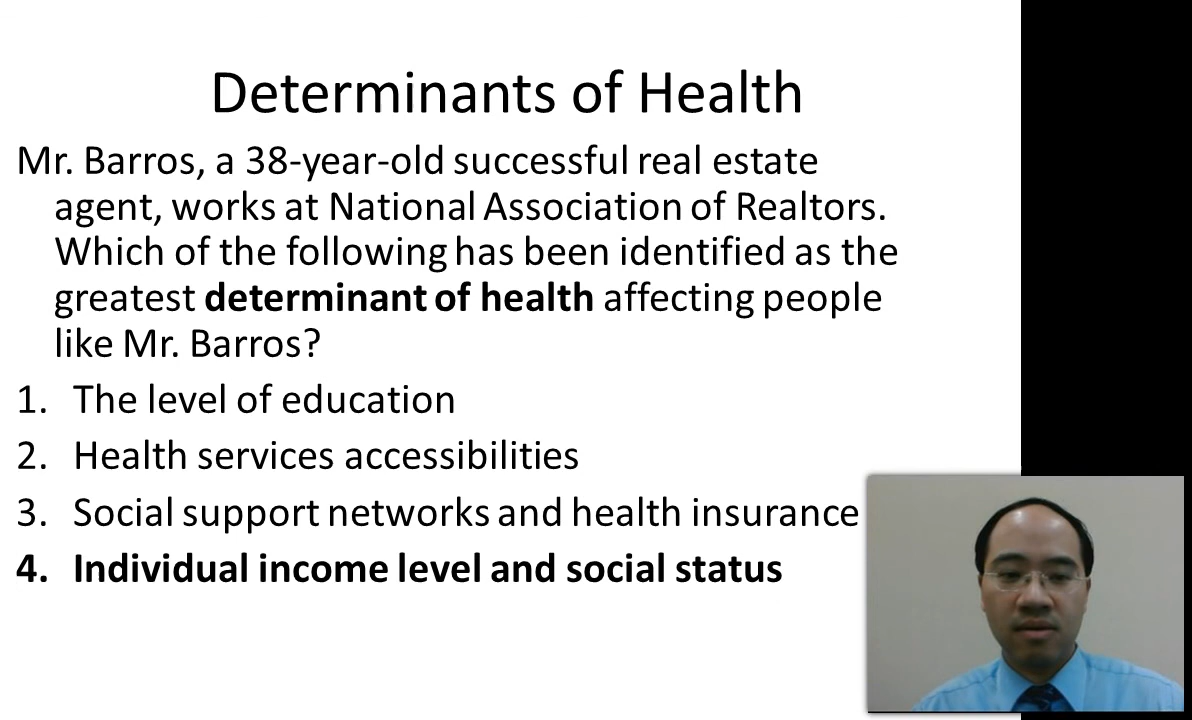 Determinants of Health
Mr. Barros, a 38-year-old successful real estate
agent, works at National Association of Realtors.
Which of the following has been identified as the
greatest determinant of health affecting people
like Mr. Barros?
1. The level of education
2. Health services accessibilities
3. Social support networks and health insurance
4. Individual income level and social status